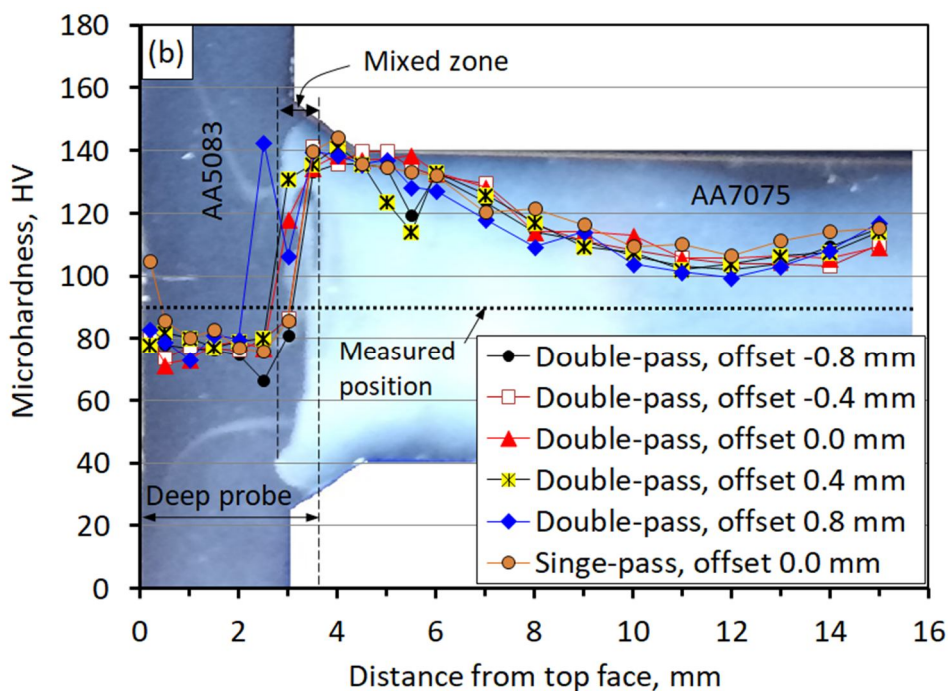 (b)
Mixed zone
AA5083
AA7075
Measured
position
Deep probe
Double-pass, offset -0.8 mm
Double-pass, offset -0.4 mm
Double-pass, offset 0.0 mm
Double-pass, offset 0.4 mm
Double-pass, offset 0.8 mm
Singe-pass, offset 0.0 mm
Microhardness, HV
180
160
140
120
100
80
60
40
20
0
0 2 4 6 8 10 12 14 16
Distance from top face, mm